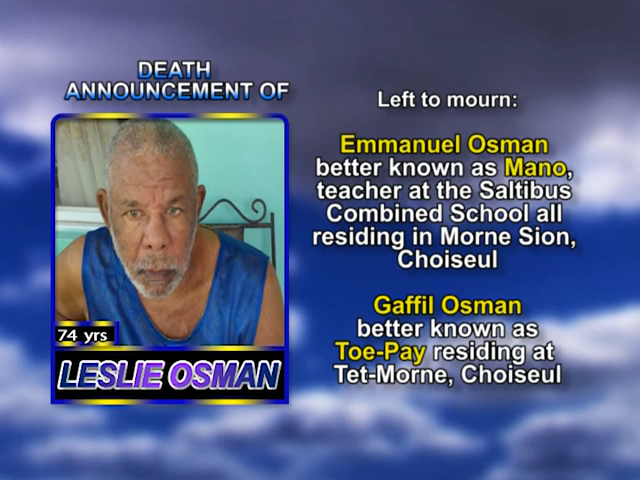 DEATH
ANNOUNCEMENT OF
74 yrs
LESLIE OSMAN
Left to mourn:
Emmanuel Osman
better known as Mano,
teacher at the Saltibus
Combined School all
residing in Morne Sion,
Choiseul
Gaffil Osman
better known as
Toe-Pay residing at
Tet-Morne, Choiseul